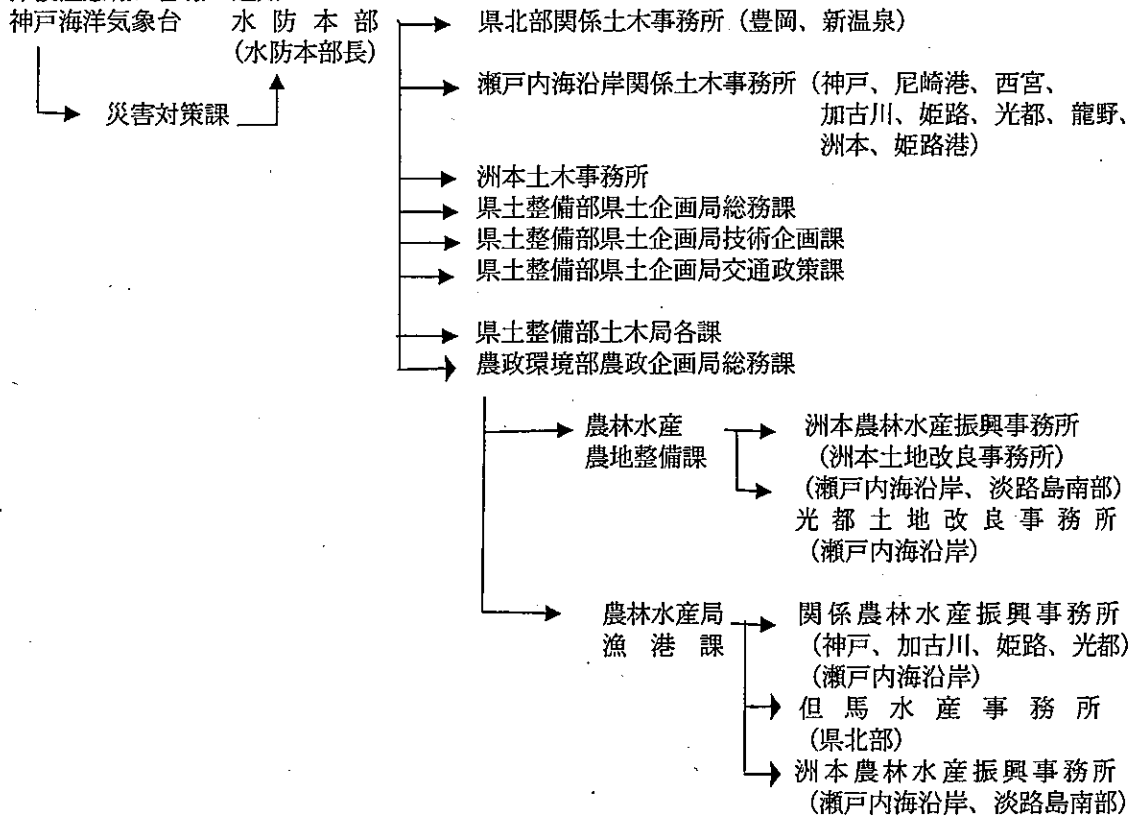 神戸海洋気象台 水防本部
(水防本部長)
災害対策課
県北部関係土木事務所（豊岡、新温泉）
瀬戸内海沿岸関係土木事務所（神戸、尼崎港、西宮、
加古川、姫路、光都、龍野、
洲本、姫路港）
洲本土木事務所
県土整備部県土企画局総務課
県土整備部県土企画局技術企画課
県土整備部県土企画局交通政策課
県土整備部土木局各課
農政環境部農政企画局総務課
農林水産
農地整備課
洲本農林水産振興事務所
（洲本土地改良事務所）
（瀬戸内海沿岸、淡路島南部）
光都土地改良事務所
（瀬戸内海沿岸）
農林水産局
漁港課
関係農林水産振興事務所
（神戸、加古川、姫路、光都）
（瀬戸内海沿岸）
但馬水産事務所
（県北部）
洲本農林水産振興事務所
（瀬戸内海沿岸、淡路島南部）